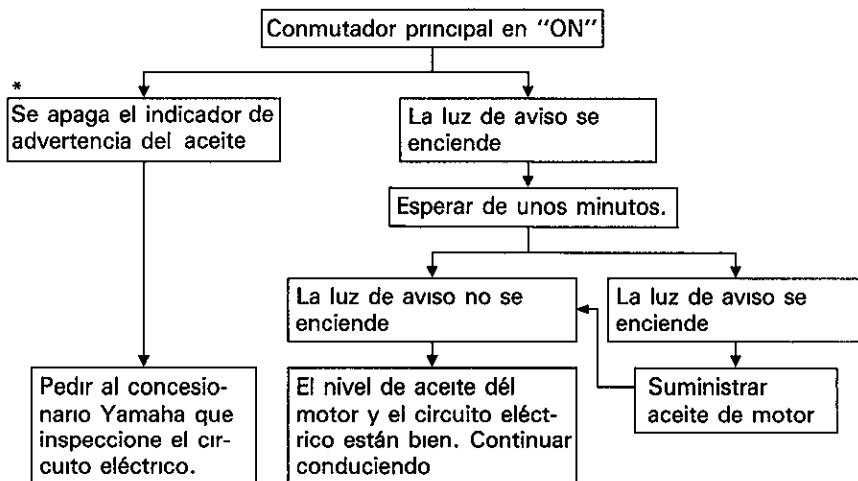 Conmutador principal en "ON"
*
Se apaga el indicador de
advertencia del aceite
La luz de aviso se
enciende
Esperar de unos minutos.
La luz de aviso no se
enciende
La luz de aviso se
enciende
Pedir al concesio-
nario Yamaha que
inspeccione el cir-
cuito eléctrico.
El nivel de aceite dél
motor y el circuito eléct-
rico están bien. Continuar
conduciendo
Suministrar
aceite de motor